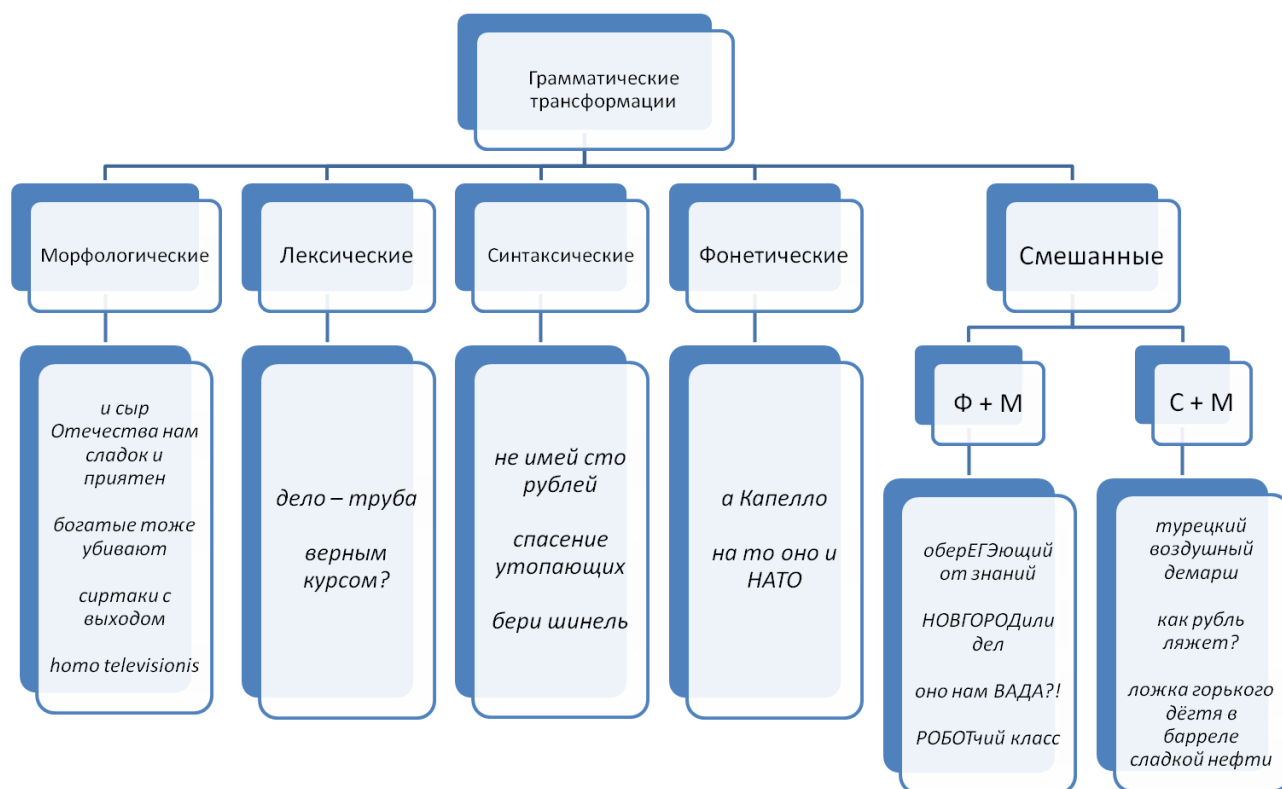 Грамматические
трансформации
Морфологические
Лексические
Синтаксические
Фонетические
Смешанные
и сыр
Отечества нам
сладок и
приятен
богатые тоже
убивают
сиртаки с
выходом
homo televisionis
дело – труба
верным
курсом?
не имей сто
рублей
спасение
утопающих
бери шинель
а Капелло
на то оно и
НАТО
Ф + М
С + М
оберЕГЭющий
от знаний
НОВГОРОДили
дел
оно нам ВАДА?!
РОБОТчий класс
турецкий
воздушный
демарш
как рубль
ляжет?
ложка горького
дёгтя в
барреле
сладкой нефти